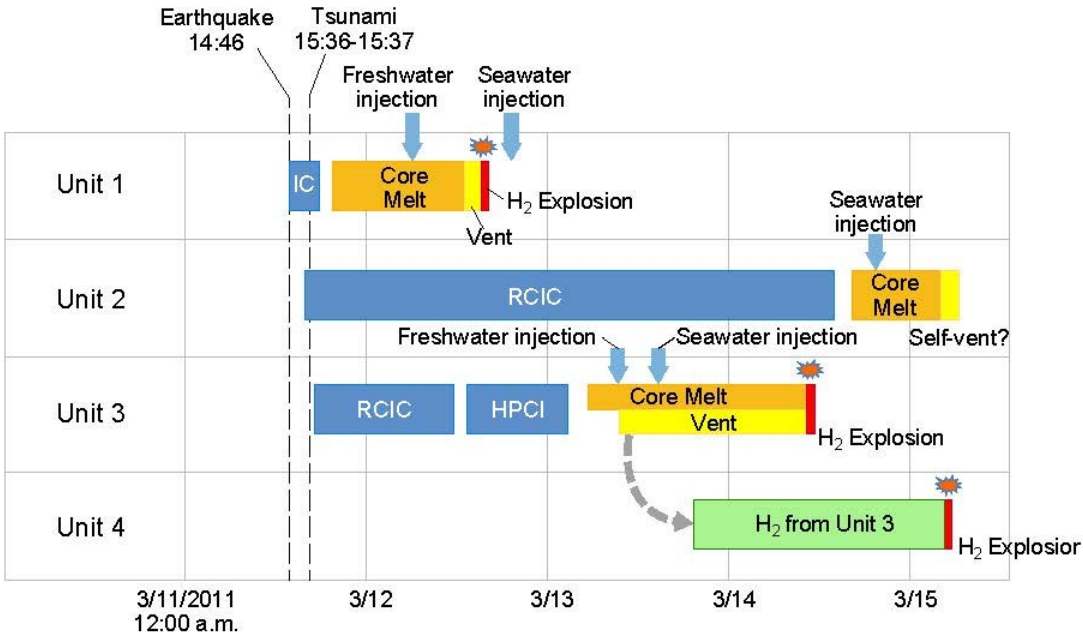 Earthquake
14:46
Tsunami
15:36-15:37
Freshwater
injection
Seawater
injection
Unit 1
IC
Core
Melt
H₂ Explosion
Vent
Seawater
injection
Unit 2
RCIC
Core
Melt
Self-vent?
Freshwater injection
Seawater injection
Unit 3
RCIC
HPCI
Core Melt
Vent
H₂ Explosion
Unit 4
H₂ from Unit 3
H₂ Explosior
3/11/2011
12:00 a.m.
3/12
3/13
3/14
3/15